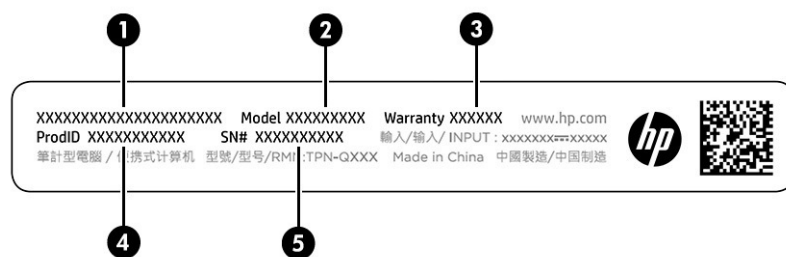 1 2 3
XXXXXXXXXXXXXXXXXXXXX Model XXXXXXXXX Warranty XXXXXX www.hp.com
ProdID XXXXXXXXXXX SN# XXXXXXXXXX 輸入/输入/ INPUT : XXXXXXX⎓XXXXX
筆計型電腦 / 携式计算机 型號/型号/RMN:TPN-QXXX Made in China 中國製造/中国制造
hp
4 5